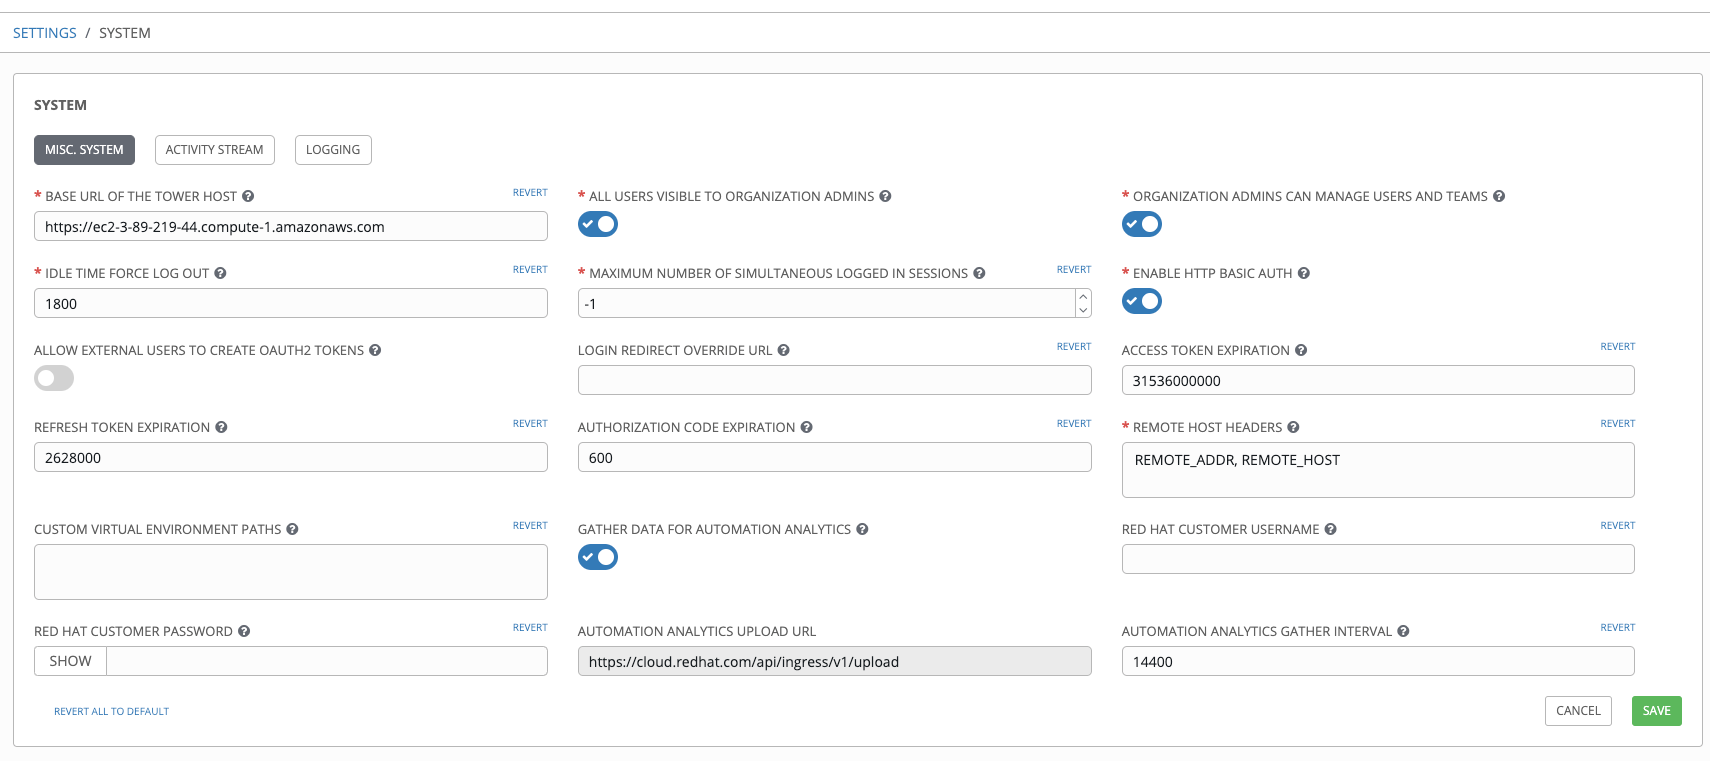 SETTINGS / SYSTEM
SYSTEM
MISC. SYSTEM ACTIVITY STREAM LOGGING
* BASE URL OF THE TOWER HOST REVERT
https://ec2-3-89-219-44.compute-1.amazonaws.com
* ALL USERS VISIBLE TO ORGANIZATION ADMINS
* ORGANIZATION ADMINS CAN MANAGE USERS AND TEAMS
* IDLE TIME FORCE LOG OUT REVERT
1800
* MAXIMUM NUMBER OF SIMULTANEOUS LOGGED IN SESSIONS REVERT
-1
* ENABLE HTTP BASIC AUTH
ALLOW EXTERNAL USERS TO CREATE OAUTH2 TOKENS
LOGIN REDIRECT OVERRIDE URL REVERT
ACCESS TOKEN EXPIRATION REVERT
31536000000
REFRESH TOKEN EXPIRATION REVERT
2628000
AUTHORIZATION CODE EXPIRATION REVERT
600
* REMOTE HOST HEADERS REVERT
REMOTE_ADDR, REMOTE_HOST
CUSTOM VIRTUAL ENVIRONMENT PATHS REVERT
GATHER DATA FOR AUTOMATION ANALYTICS
RED HAT CUSTOMER USERNAME REVERT
RED HAT CUSTOMER PASSWORD REVERT
SHOW
AUTOMATION ANALYTICS UPLOAD URL
https://cloud.redhat.com/api/ingress/v1/upload
AUTOMATION ANALYTICS GATHER INTERVAL REVERT
14400
REVERT ALL TO DEFAULT
CANCEL SAVE